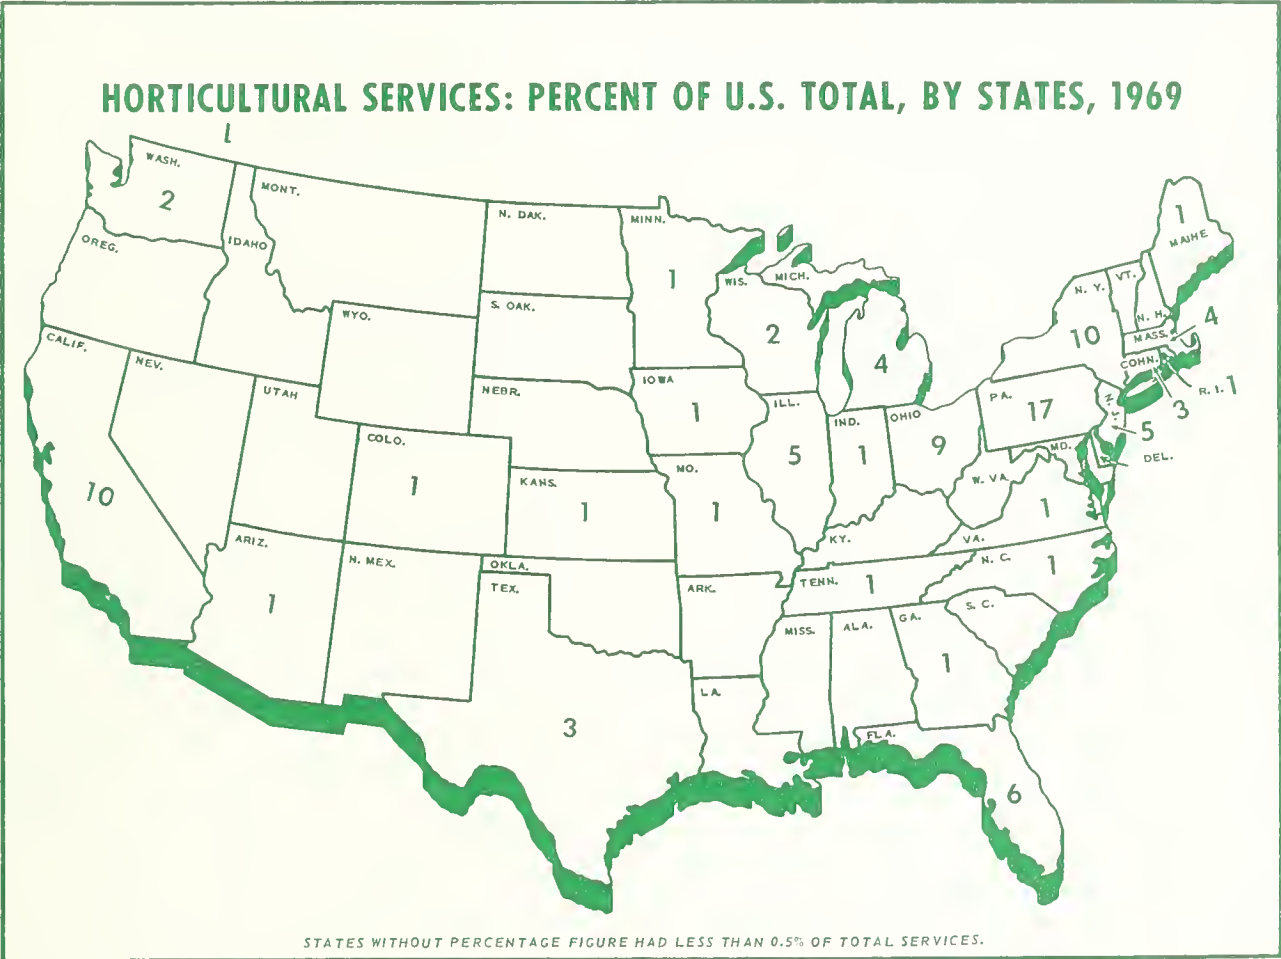 HORTICULTURAL SERVICES: PERCENT OF U.S. TOTAL, BY STATES, 1969
WASH.
2
MONT.
N. DAK.
MINN.
1
OREG.
IDAHO
S. OAK.
WIS.
2
MICH.
4
1
MAIHE
VT.
N. Y.
10
N. H.
MASS.
4
COHN.
R. I. 1
3
CALIF.
10
NEV.
WYO.
UTAH
NEBR.
IOWA
1
ILL.
5
IND.
1
OHIO
9
PA.
17
N. J.
5
MD.
DEL.
COLO.
1
KANS.
1
MO.
1
KY.
W. VA.
VA.
1
ARIZ.
1
N. MEX.
OKLA.
TEX.
3
ARK.
TENN.
1
N. C.
1
S. C.
MISS.
ALA.
GA.
1
LA.
FLA.
6
STATES WITHOUT PERCENTAGE FIGURE HAD LESS THAN 0.5% OF TOTAL SERVICES.